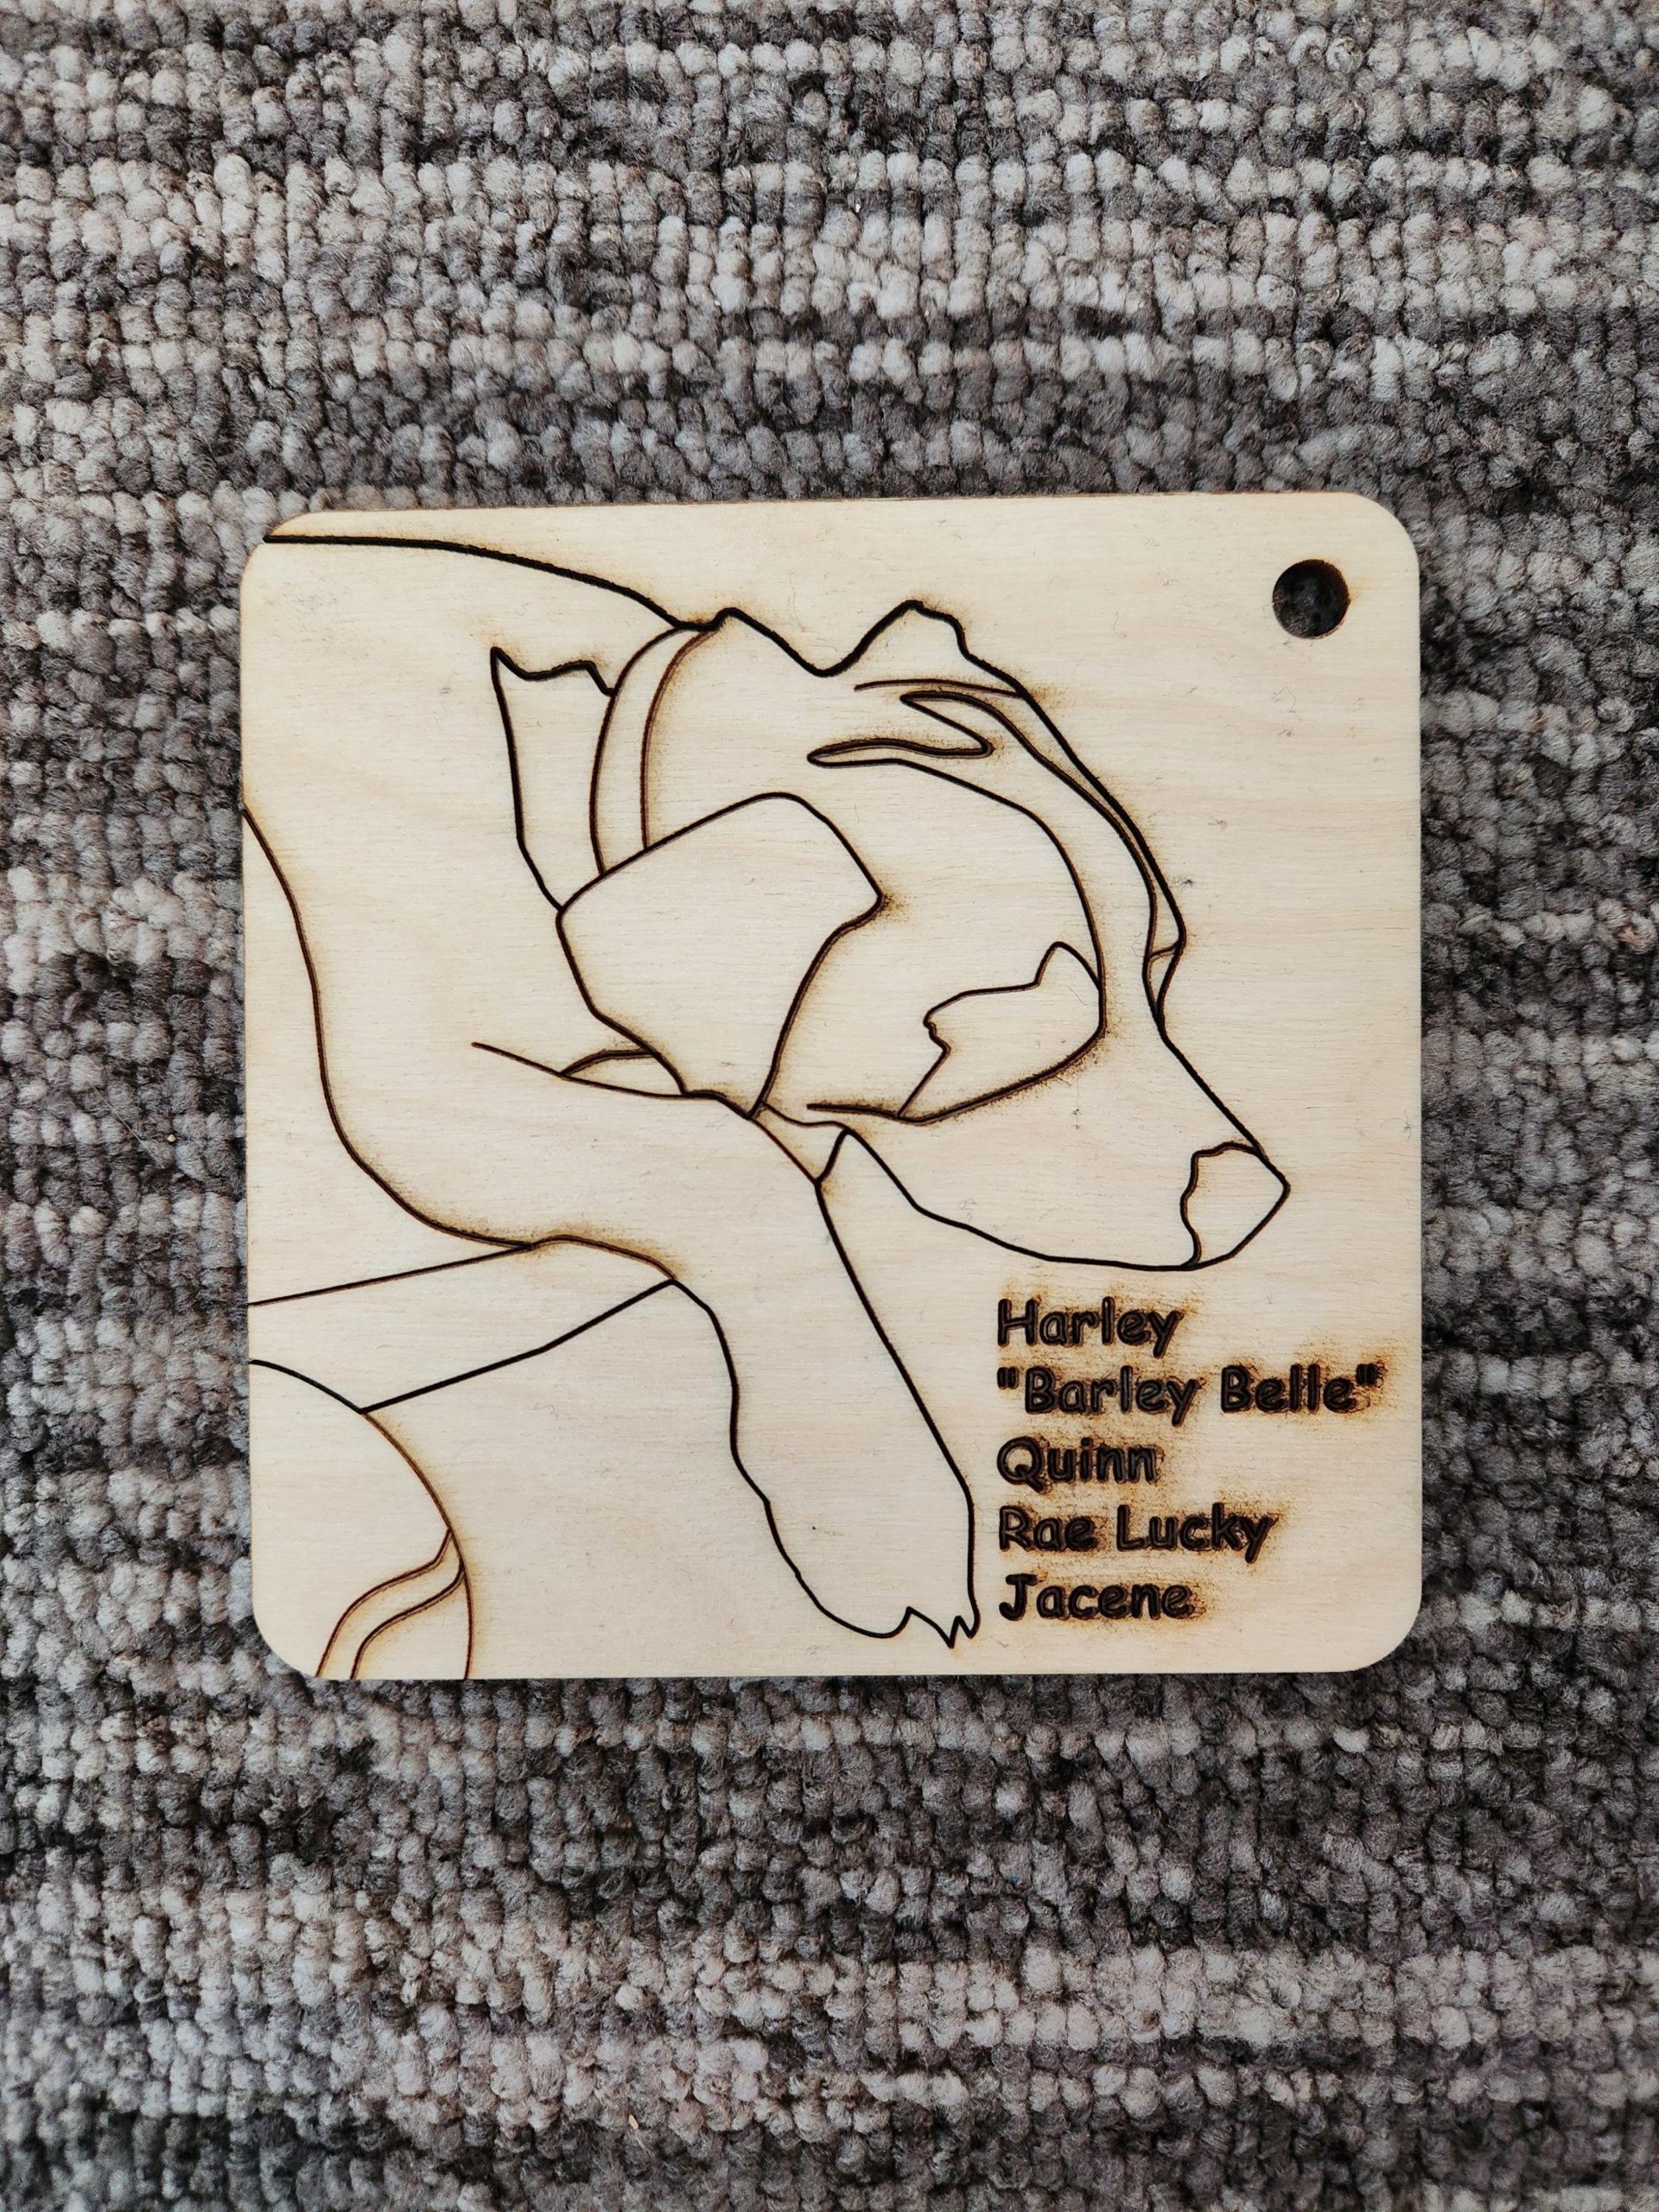 Harley
"Barley Belle"
Quinn
Rae Lucky
Jacene